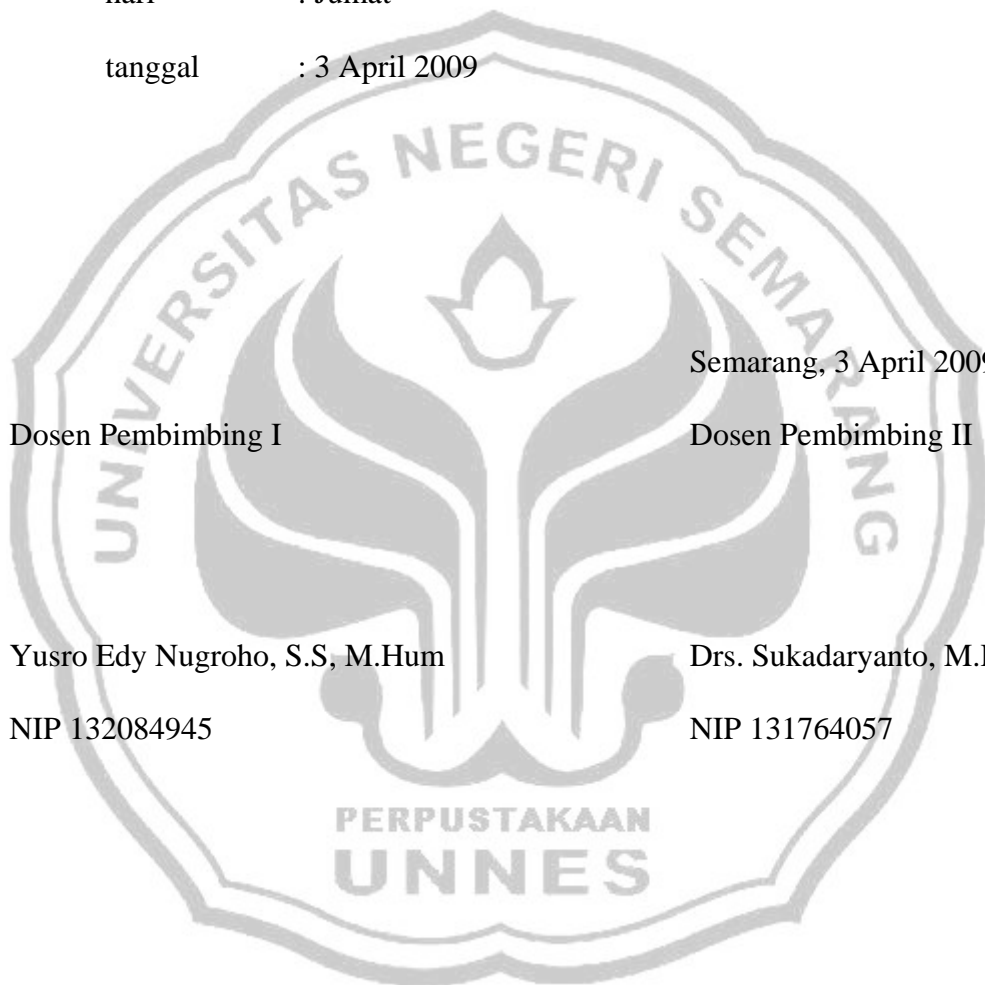 : Jumat
tanggal : 3 April 2009
UNIVERSITAS NEGERI SEMARANG
Semarang, 3 April 2009
Dosen Pembimbing I Dosen Pembimbing II
Yusro Edy Nugroho, S.S, M.Hum Drs. Sukadaryanto, M.
NIP 132084945 NIP 131764057
PERPUSTAKAAN
UNNES